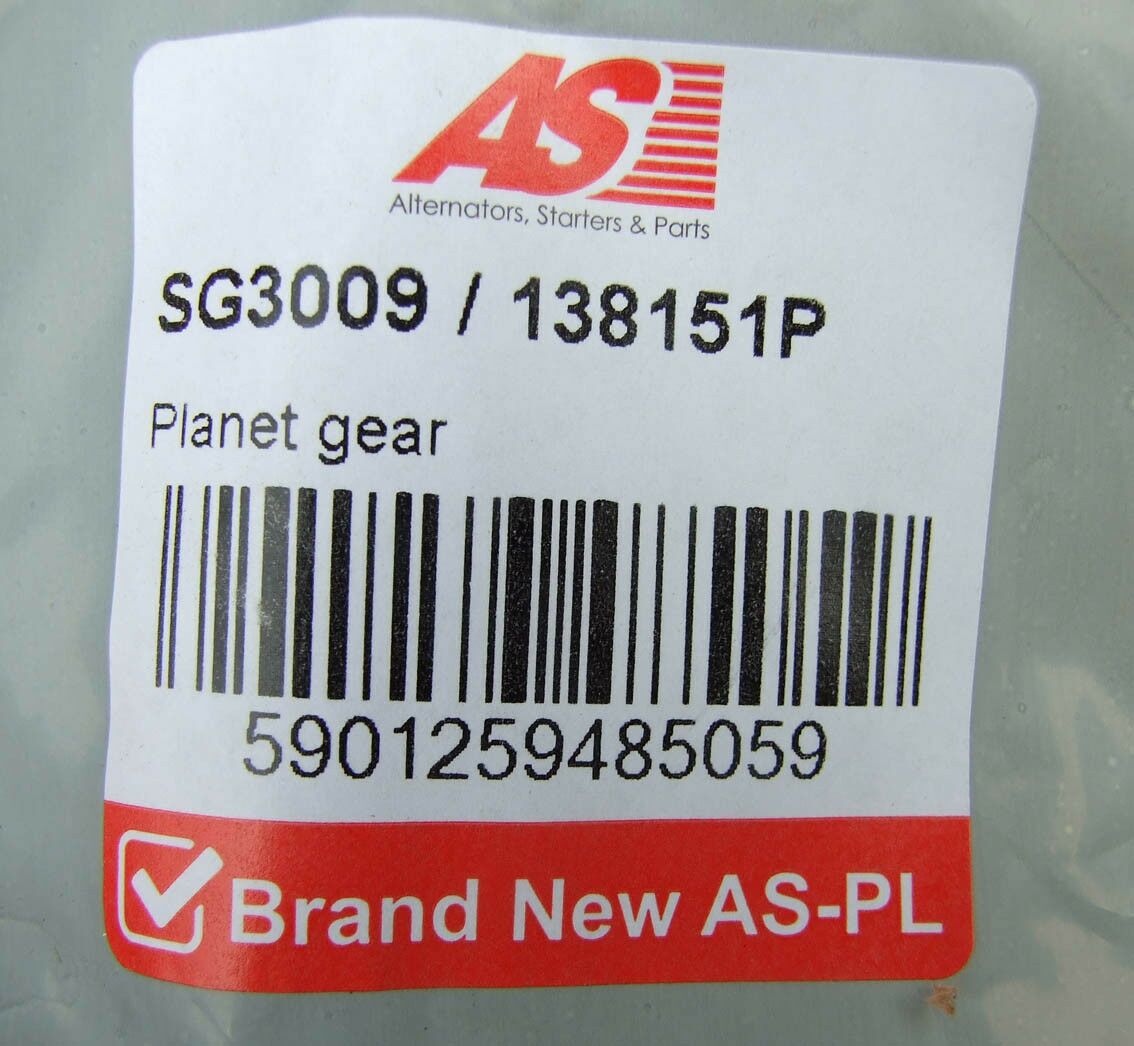 AS
Alternators, Starters & Parts
SG3009 / 138151P
Planet gear
5901259485059
Brand New AS-PL